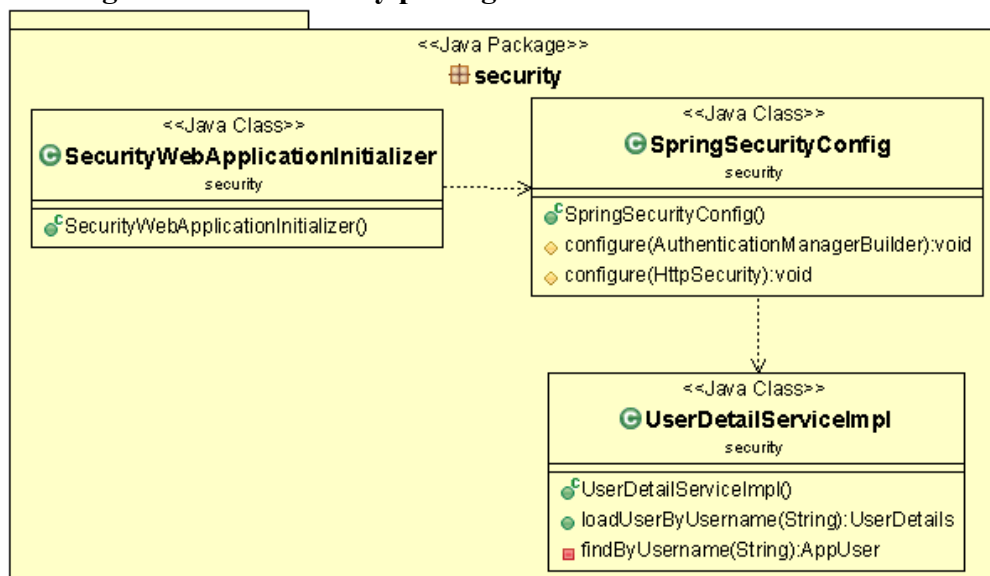 <<Java Package>>
security
<<Java Class>>
SecurityWebApplicationInitializer
security
SecurityWebApplicationInitializer()
<<Java Class>>
SpringSecurityConfig
security
SpringSecurityConfig()
configure(AuthenticationManagerBuilder):void
configure(HttpSecurity):void
<<Java Class>>
UserDetailServiceImpl
security
UserDetailServiceImpl()
loadUserByUsername(String):UserDetails
findByUsername(String):AppUser